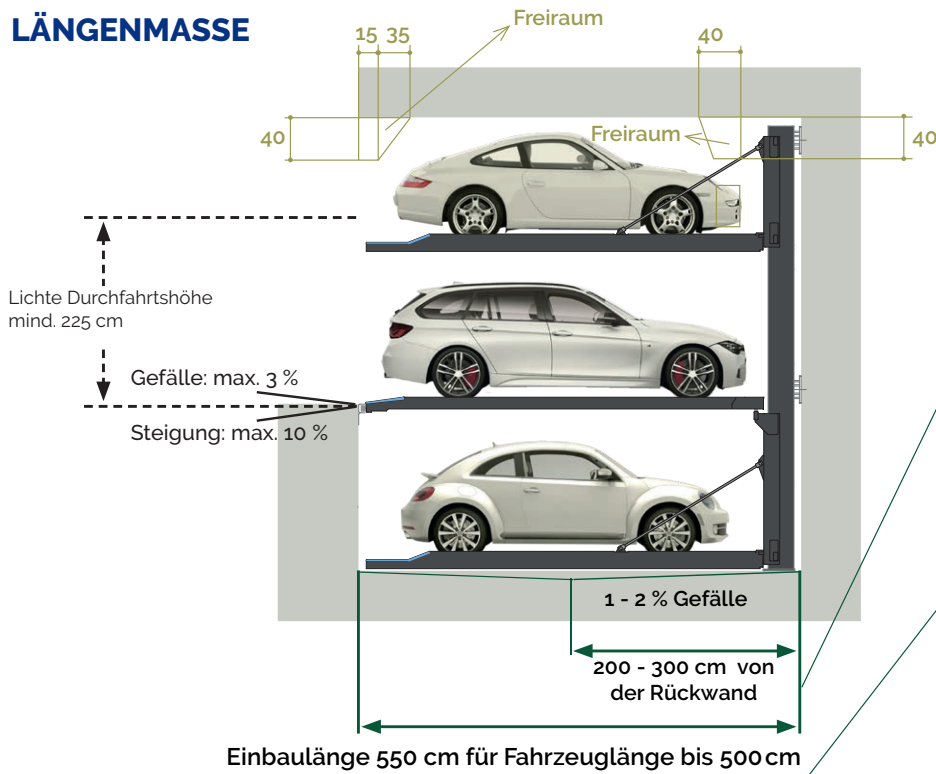 LÄNGENMASSE
Freiraum
15 35
40
40
Freiraum
40
Lichte Durchfahrtshöhe
mind. 225 cm
Gefälle: max. 3 %
Steigung: max. 10 %
1 - 2 % Gefälle
200 - 300 cm von
der Rückwand
Einbaulänge 550 cm für Fahrzeuglänge bis 500 cm